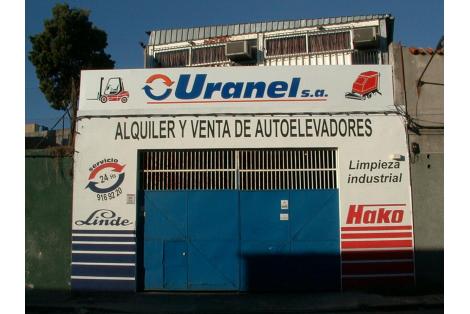 Uranel s.a.
ALQUILER Y VENTA DE AUTOELEVADORES
servicio
24 Hs
916 92 20
Linde
Limpieza
industrial
Hako